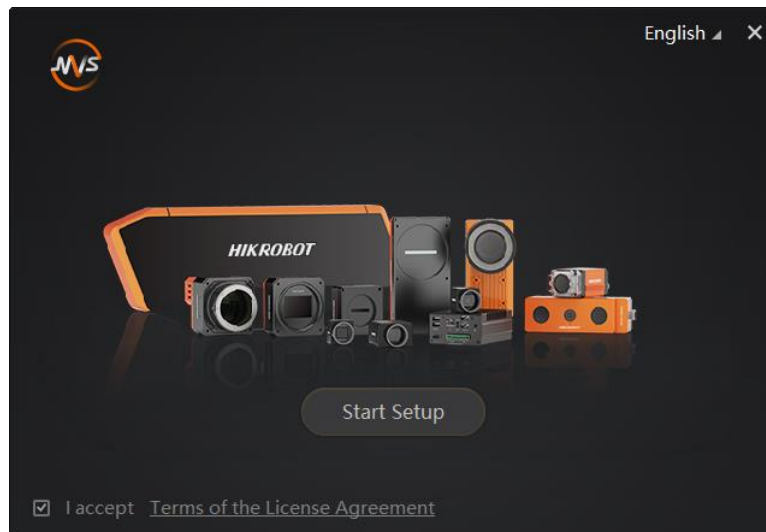 English
MVS
HIKROBOT
Start Setup
I accept Terms of the License Agreement